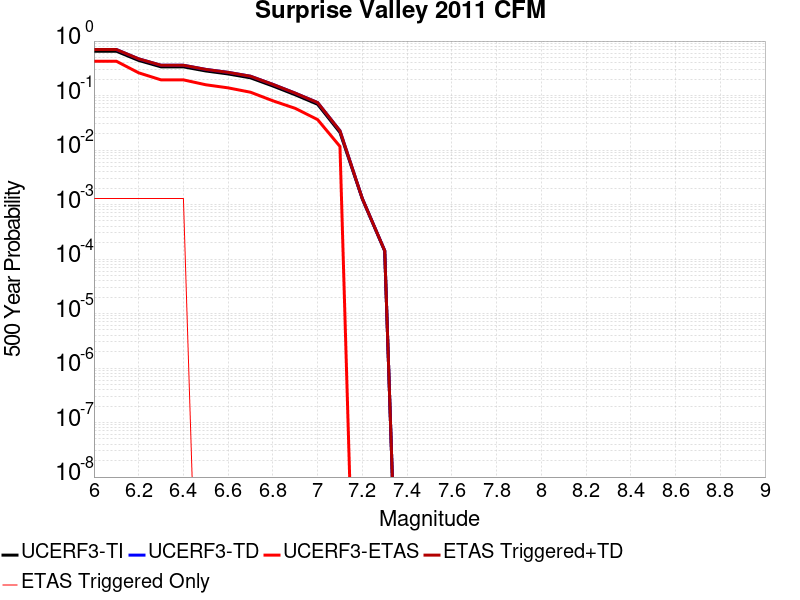 Surprise Valley 2011 CFM
10^0
10^-1
10^-2
10^-3
10^-4
10^-5
10^-6
10^-7
10^-8
500 Year Probability
6 6.2 6.4 6.6 6.8 7 7.2 7.4 7.6 7.8 8 8.2 8.4 8.6 8.8 9
Magnitude
UCERF3-TI UCERF3-TD UCERF3-ETAS ETAS Triggered+TD
ETAS Triggered Only